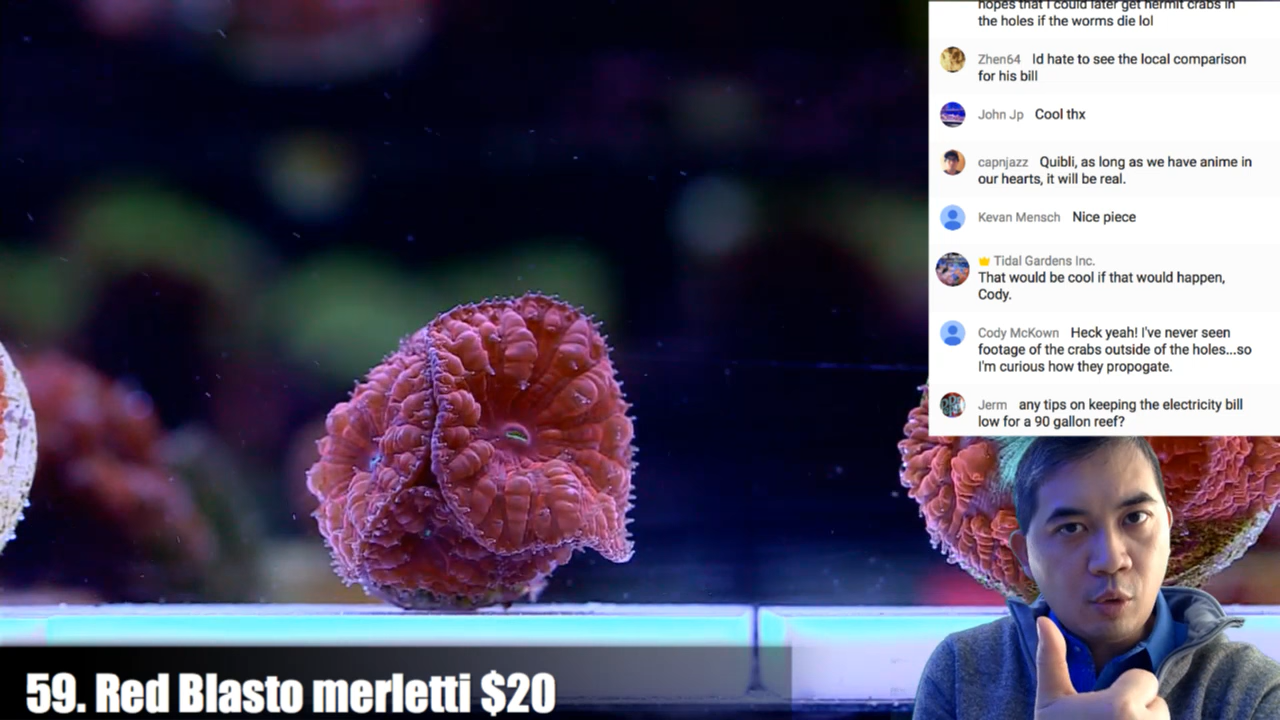 hopes that I could later get hermit crabs in
the holes if the worms die lol
Zhen64 Id hate to see the local comparison
for his bill
John Jp Cool thx
capnjazz Quibli, as long as we have anime in
our hearts, it will be real.
Kevan Mensch Nice piece
Tidal Gardens Inc.
That would be cool if that would happen,
Cody.
Cody McKown Heck yeah! I've never seen
footage of the crabs outside of the holes...so
I'm curious how they propogate.
Jerm any tips on keeping the electricity bill
low for a 90 gallon reef?
59. Red Blasto merletti $20